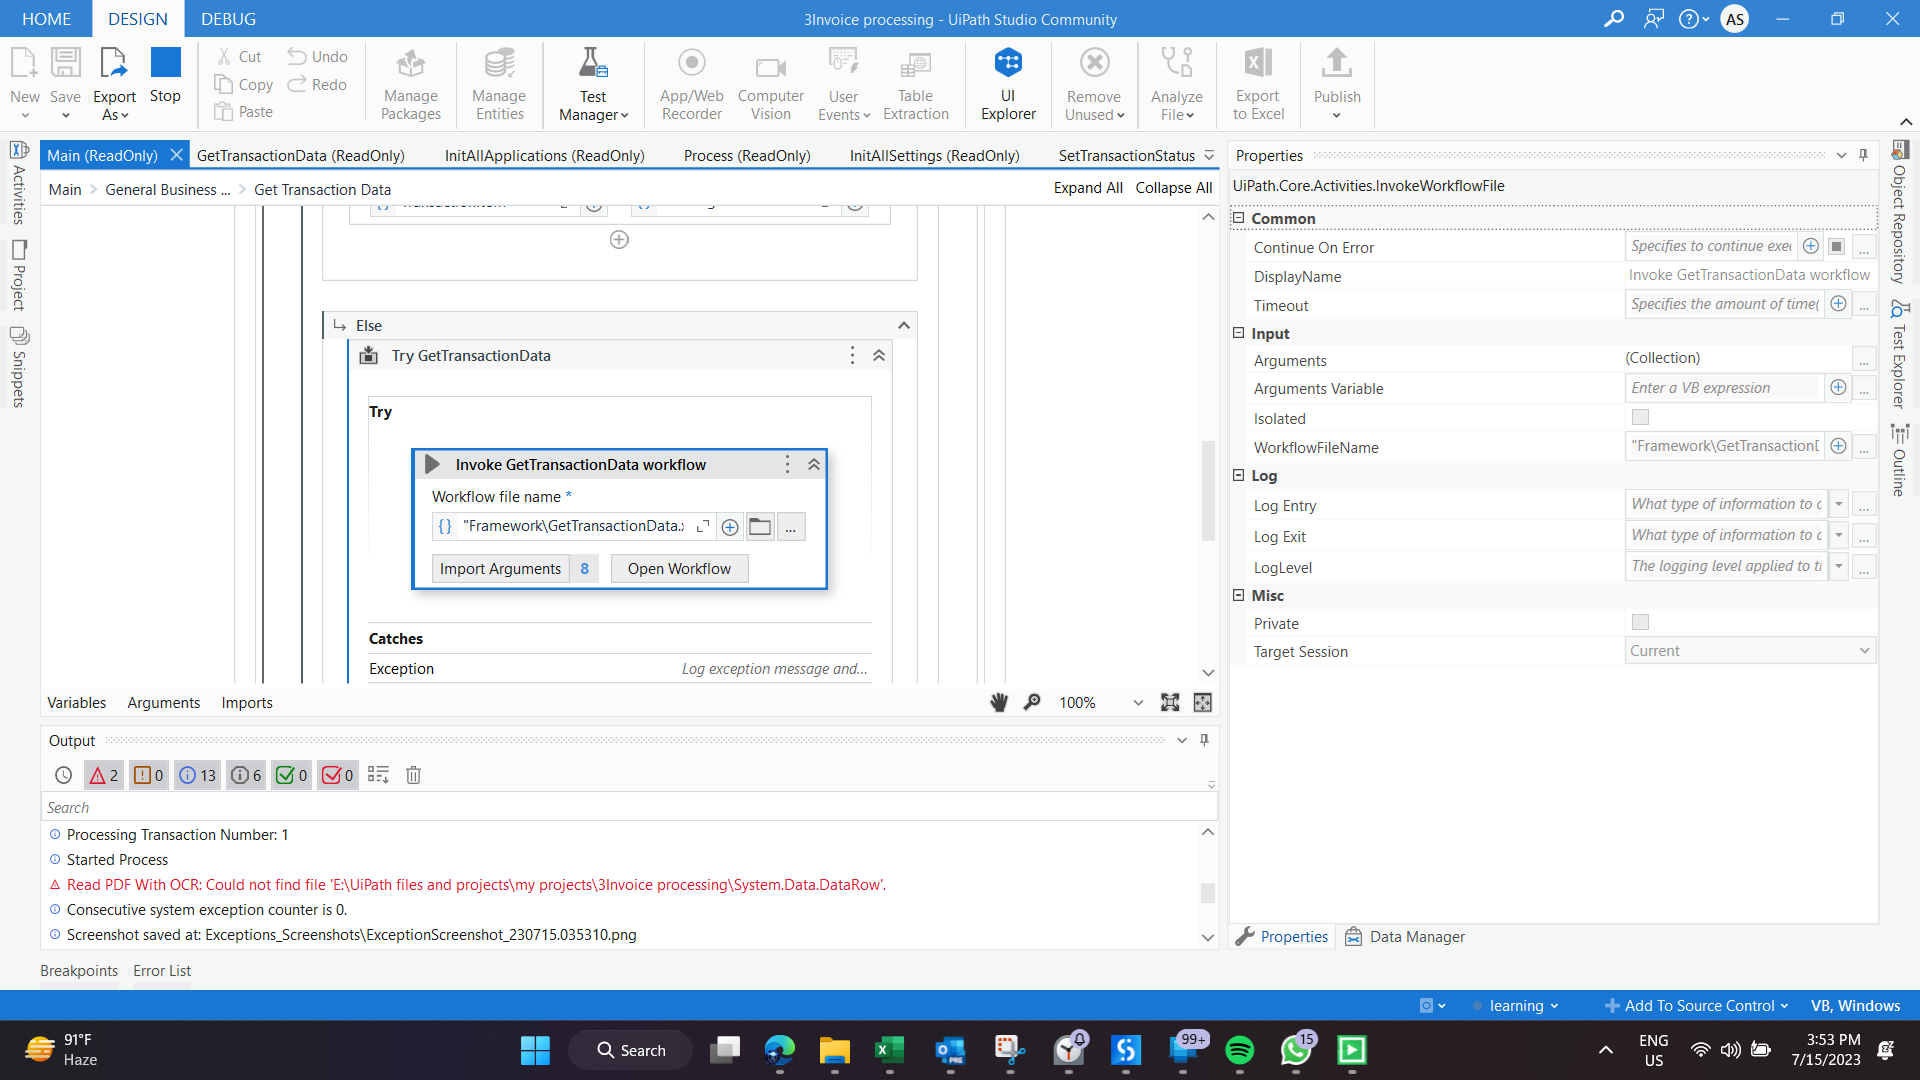 HOME DESIGN DEBUG 3Invoice processing - UiPath Studio Community AS
New Save Export As Stop Cut Copy Paste Undo Redo Manage Packages Manage Entities Test Manager App/Web Recorder Computer Vision User Events Table Extraction UI Explorer Remove Unused Analyze File Export to Excel Publish
Main (ReadOnly) GetTransactionData (ReadOnly) InitAllApplications (ReadOnly) Process (ReadOnly) InitAllSettings (ReadOnly) SetTransactionStatus
Main > General Business ... > Get Transaction Data Expand All Collapse All
Activities
Project
Snippets
Else
Try GetTransactionData
Try
Invoke GetTransactionData workflow
Workflow file name *
{} "Framework\GetTransactionData.x ...
Import Arguments 8 Open Workflow
Catches
Exception Log exception message and...
Variables Arguments Imports 100%
Output
2 0 13 6 0 0
Search
Processing Transaction Number: 1
Started Process
Read PDF With OCR: Could not find file 'E:\UiPath files and projects\my projects\3Invoice processing\System.Data.DataRow'.
Consecutive system exception counter is 0.
Screenshot saved at: Exceptions_Screenshots\ExceptionScreenshot_230715.035310.png
Breakpoints Error List
Properties
UiPath.Core.Activities.InvokeWorkflowFile
Common
Continue On Error Specifies to continue exec ...
DisplayName Invoke GetTransactionData workflow
Timeout Specifies the amount of time( ...
Input
Arguments (Collection) ...
Arguments Variable Enter a VB expression ...
Isolated
WorkflowFileName "Framework\GetTransactionD ...
Log
Log Entry What type of information to c ...
Log Exit What type of information to c ...
LogLevel The logging level applied to tl ...
Misc
Private
Target Session Current
Properties Data Manager
Object Repository
Test Explorer
Outline
learning Add To Source Control VB, Windows
91°F
Haze
Search
PRE
99+
15
ENG
US
3:53 PM
7/15/2023